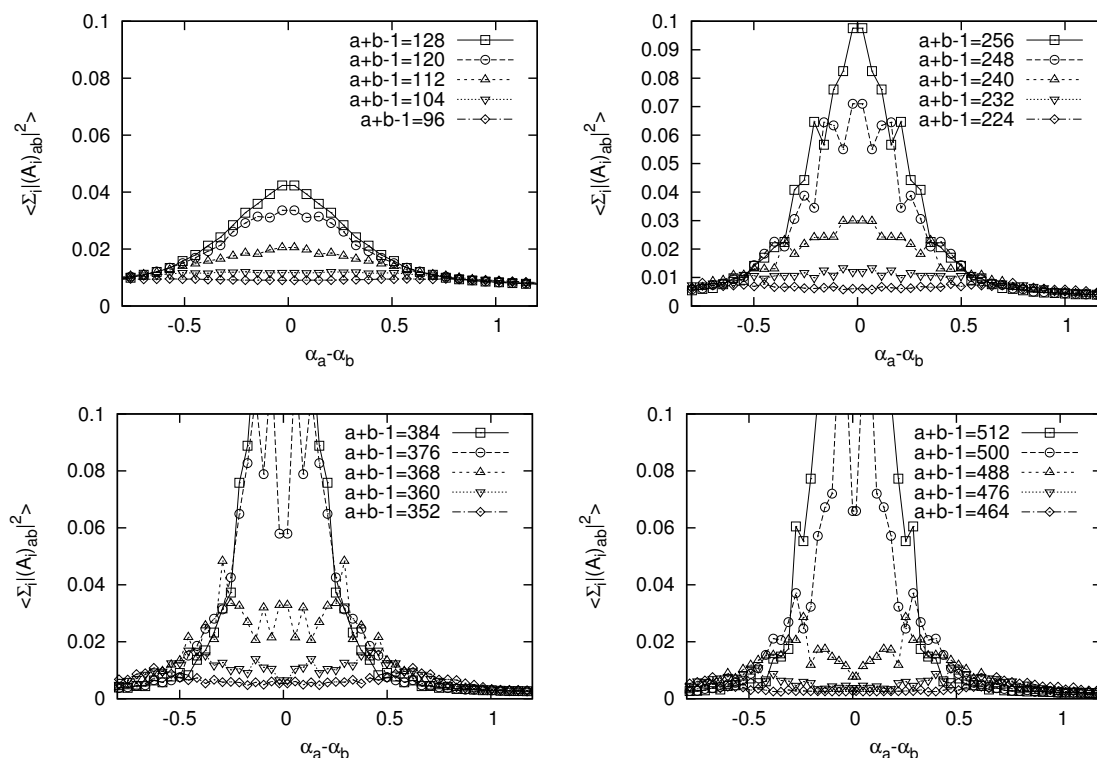 <Σ_i|(A_i)_ab|^2>
0.1
0.08
0.06
0.04
0.02
0
a+b-1=128
a+b-1=120
a+b-1=112
a+b-1=104
a+b-1=96
-0.5 0 0.5 1
α_a-α_b
<Σ_i|(A_i)_ab|^2>
0.1
0.09
0.08
0.07
0.06
0.05
0.04
0.03
0.02
0.01
0
a+b-1=256
a+b-1=248
a+b-1=240
a+b-1=232
a+b-1=224
-0.5 0 0.5 1
α_a-α_b
<Σ_i|(A_i)_ab|^2>
0.1
0.08
0.06
0.04
0.02
0
a+b-1=384
a+b-1=376
a+b-1=368
a+b-1=360
a+b-1=352
-0.5 0 0.5 1
α_a-α_b
<Σ_i|(A_i)_ab|^2>
0.1
0.08
0.06
0.04
0.02
0
a+b-1=512
a+b-1=500
a+b-1=488
a+b-1=476
a+b-1=464
-0.5 0 0.5 1
α_a-α_b